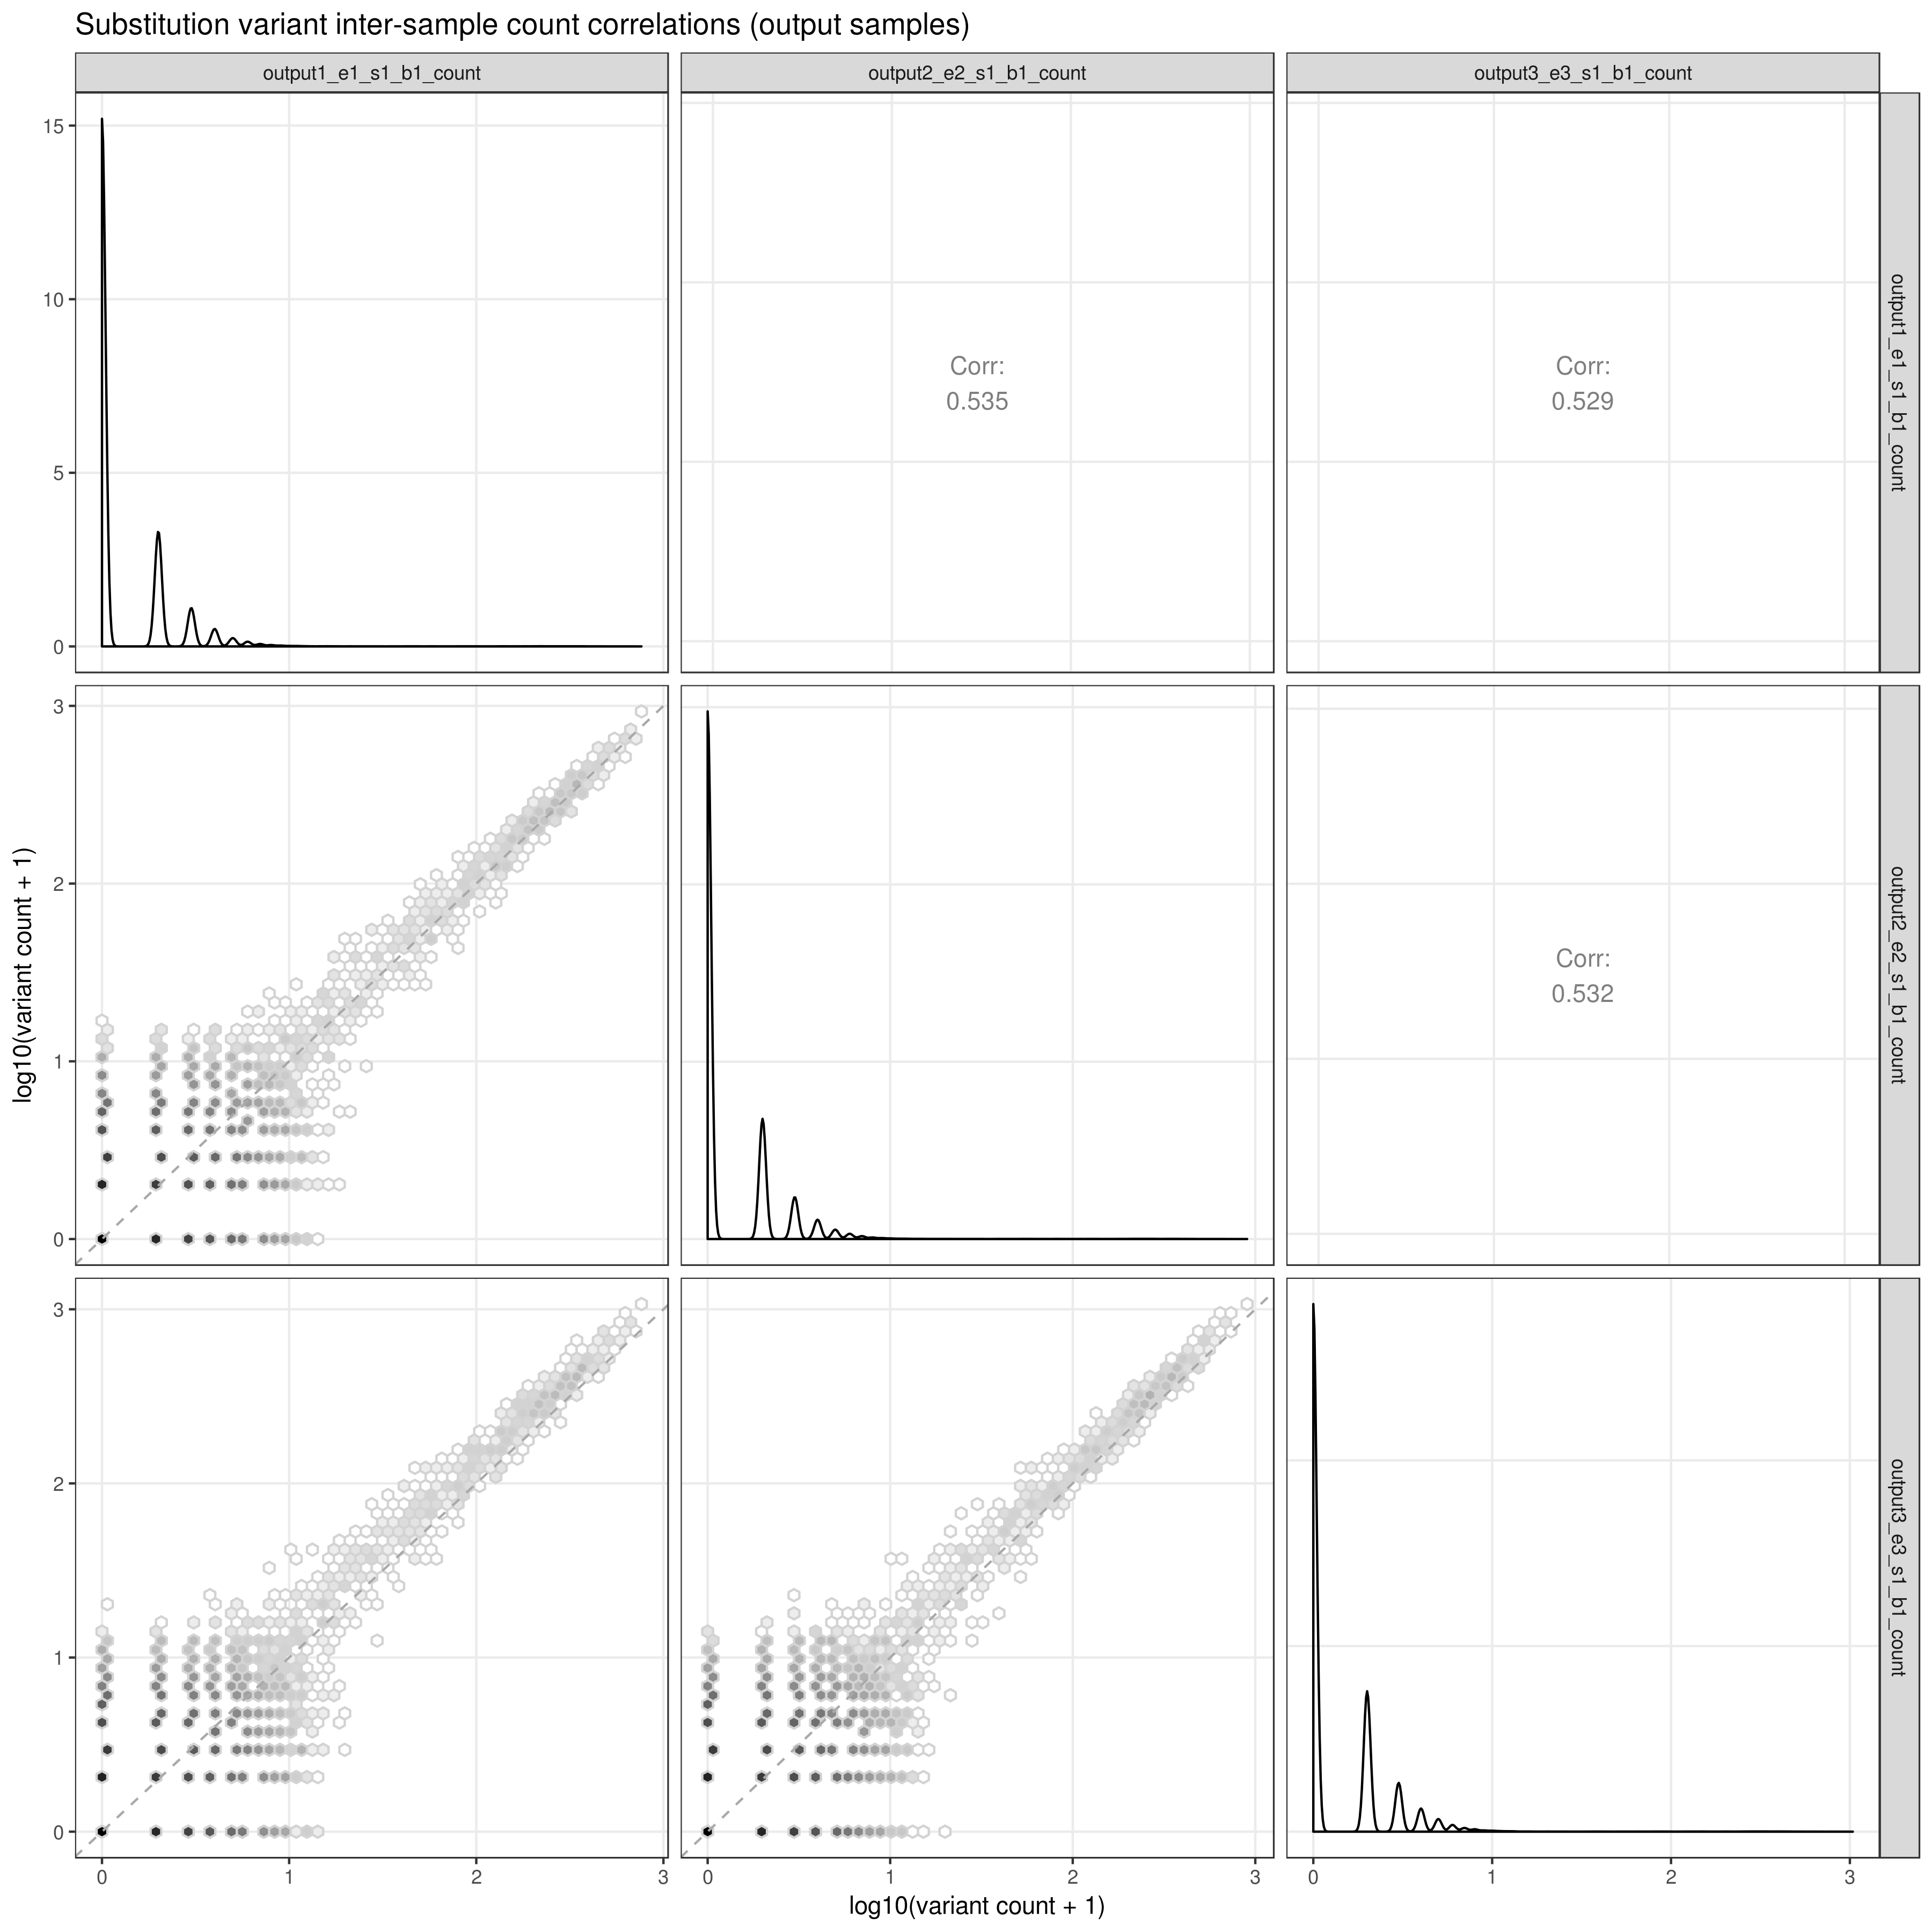 Substitution variant inter-sample count correlations (output samples)
output1_e1_s1_b1_count
output2_e2_s1_b1_count
output3_e3_s1_b1_count
15
10
5
0
Corr:
0.535
Corr:
0.529
output1_e1_s1_b1_count
3
2
1
0
Corr:
0.532
output2_e2_s1_b1_count
log10(variant count + 1)
3
2
1
0
output3_e3_s1_b1_count
0
1
2
3
0
1
2
3
0
1
2
3
log10(variant count + 1)